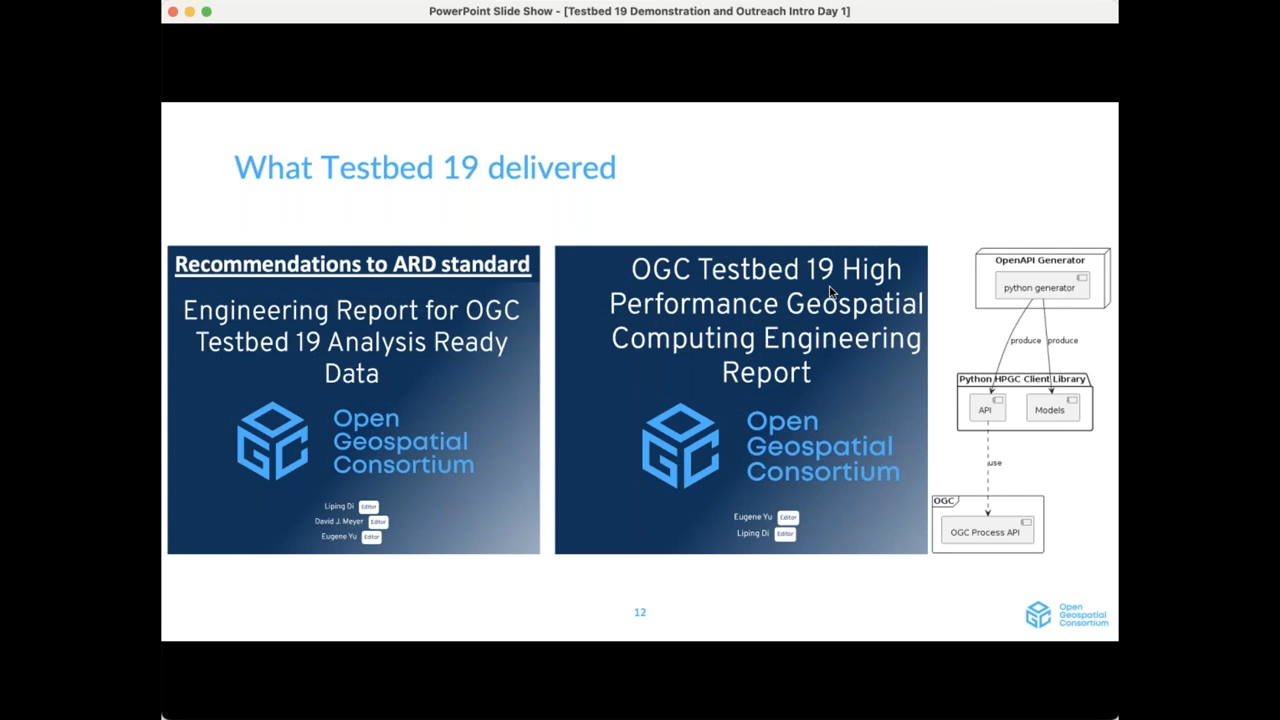 PowerPoint Slide Show - [Testbed 19 Demonstration and Outreach Intro Day 1]
What Testbed 19 delivered
Recommendations to ARD standard
Engineering Report for OGC
Testbed 19 Analysis Ready
Data
Open
Geospatial
Consortium
Liping Di Editor
David J. Meyer Editor
Eugene Yu Editor
OGC Testbed 19 High
Performance Geospatial
Computing Engineering
Report
Open
Geospatial
Consortium
Eugene Yu Editor
Liping Di Editor
OpenAPI Generator
python generator
produce produce
Python HPGC Client Library
API Models
use
OGC
OGC Process API
12
Open
Geospatial
Consortium